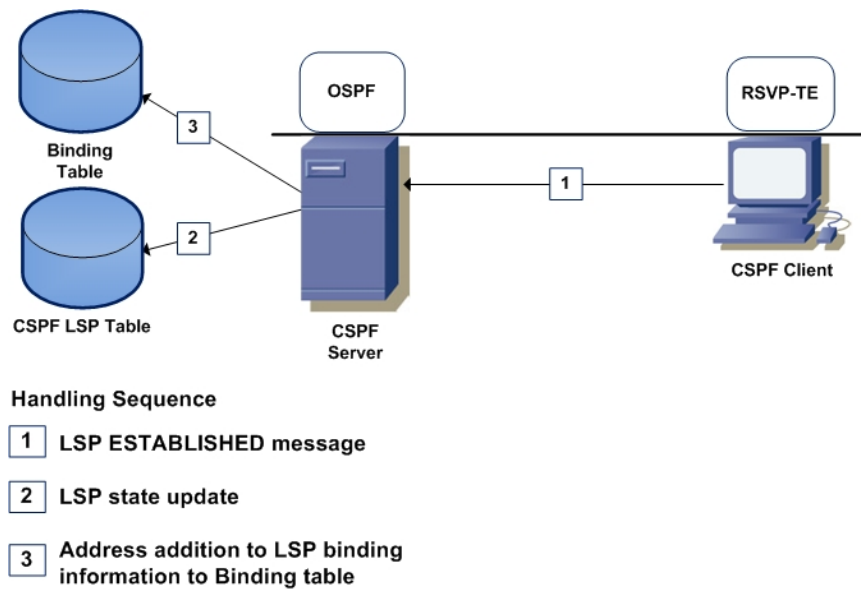 OSPF
RSVP-TE
3
Binding
Table
1
2
CSPF Client
CSPF LSP Table
CSPF
Server
Handling Sequence
1 LSP ESTABLISHED message
2 LSP state update
3 Address addition to LSP binding
information to Binding table